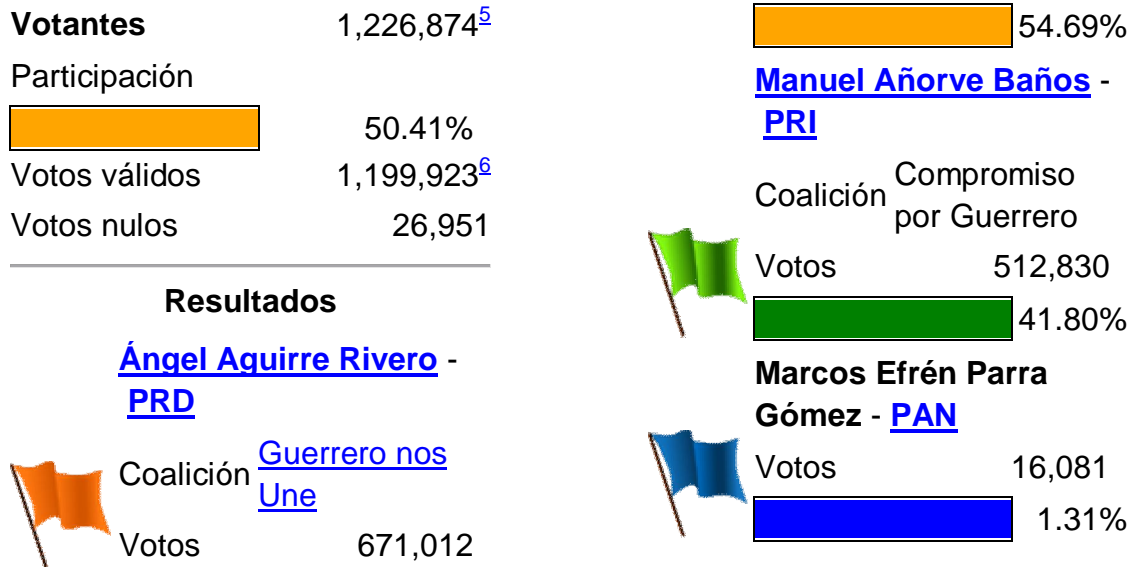 Votantes 1,226,874⁵
Participación
50.41%
Votos válidos 1,199,923⁶
Votos nulos 26,951
Resultados
Ángel Aguirre Rivero -
PRD
Coalición Guerrero nos
Une
Votos 671,012
54.69%
Manuel Añorve Baños -
PRI
Coalición Compromiso
por Guerrero
Votos 512,830
41.80%
Marcos Efrén Parra
Gómez - PAN
Votos 16,081
1.31%